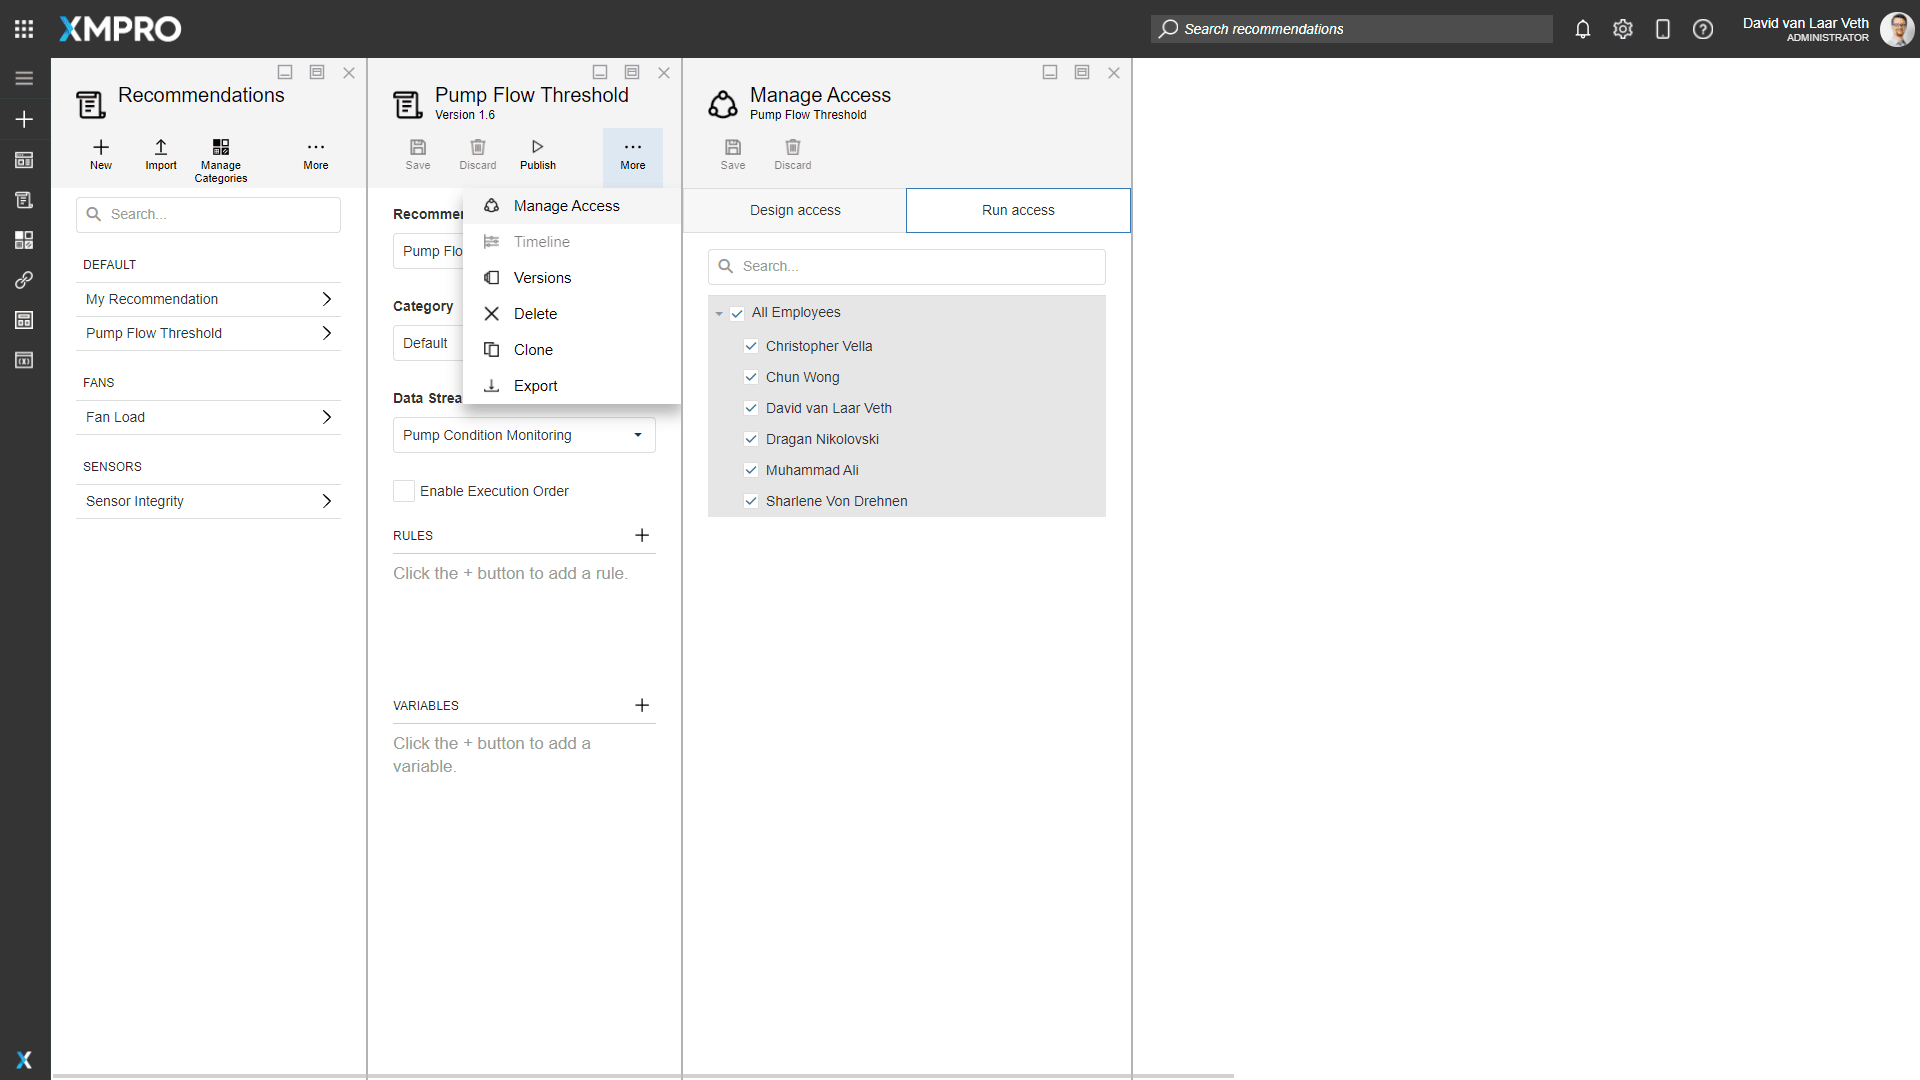 XMPRO
Search recommendations
David van Laar Veth
ADMINISTRATOR
Recommendations
New
Import
Manage
Categories
More
Search...
DEFAULT
My Recommendation
Pump Flow Threshold
FANS
Fan Load
SENSORS
Sensor Integrity
Pump Flow Threshold
Version 1.6
Save
Discard
Publish
More
Manage Access
Timeline
Versions
Delete
Clone
Export
Recommen
Pump Flo
Category
Default
Data Strea
Pump Condition Monitoring
Enable Execution Order
RULES
Click the + button to add a rule.
VARIABLES
Click the + button to add a
variable.
Manage Access
Pump Flow Threshold
Save
Discard
Design access
Run access
Search...
All Employees
Christopher Vella
Chun Wong
David van Laar Veth
Dragan Nikolovski
Muhammad Ali
Sharlene Von Drehnen